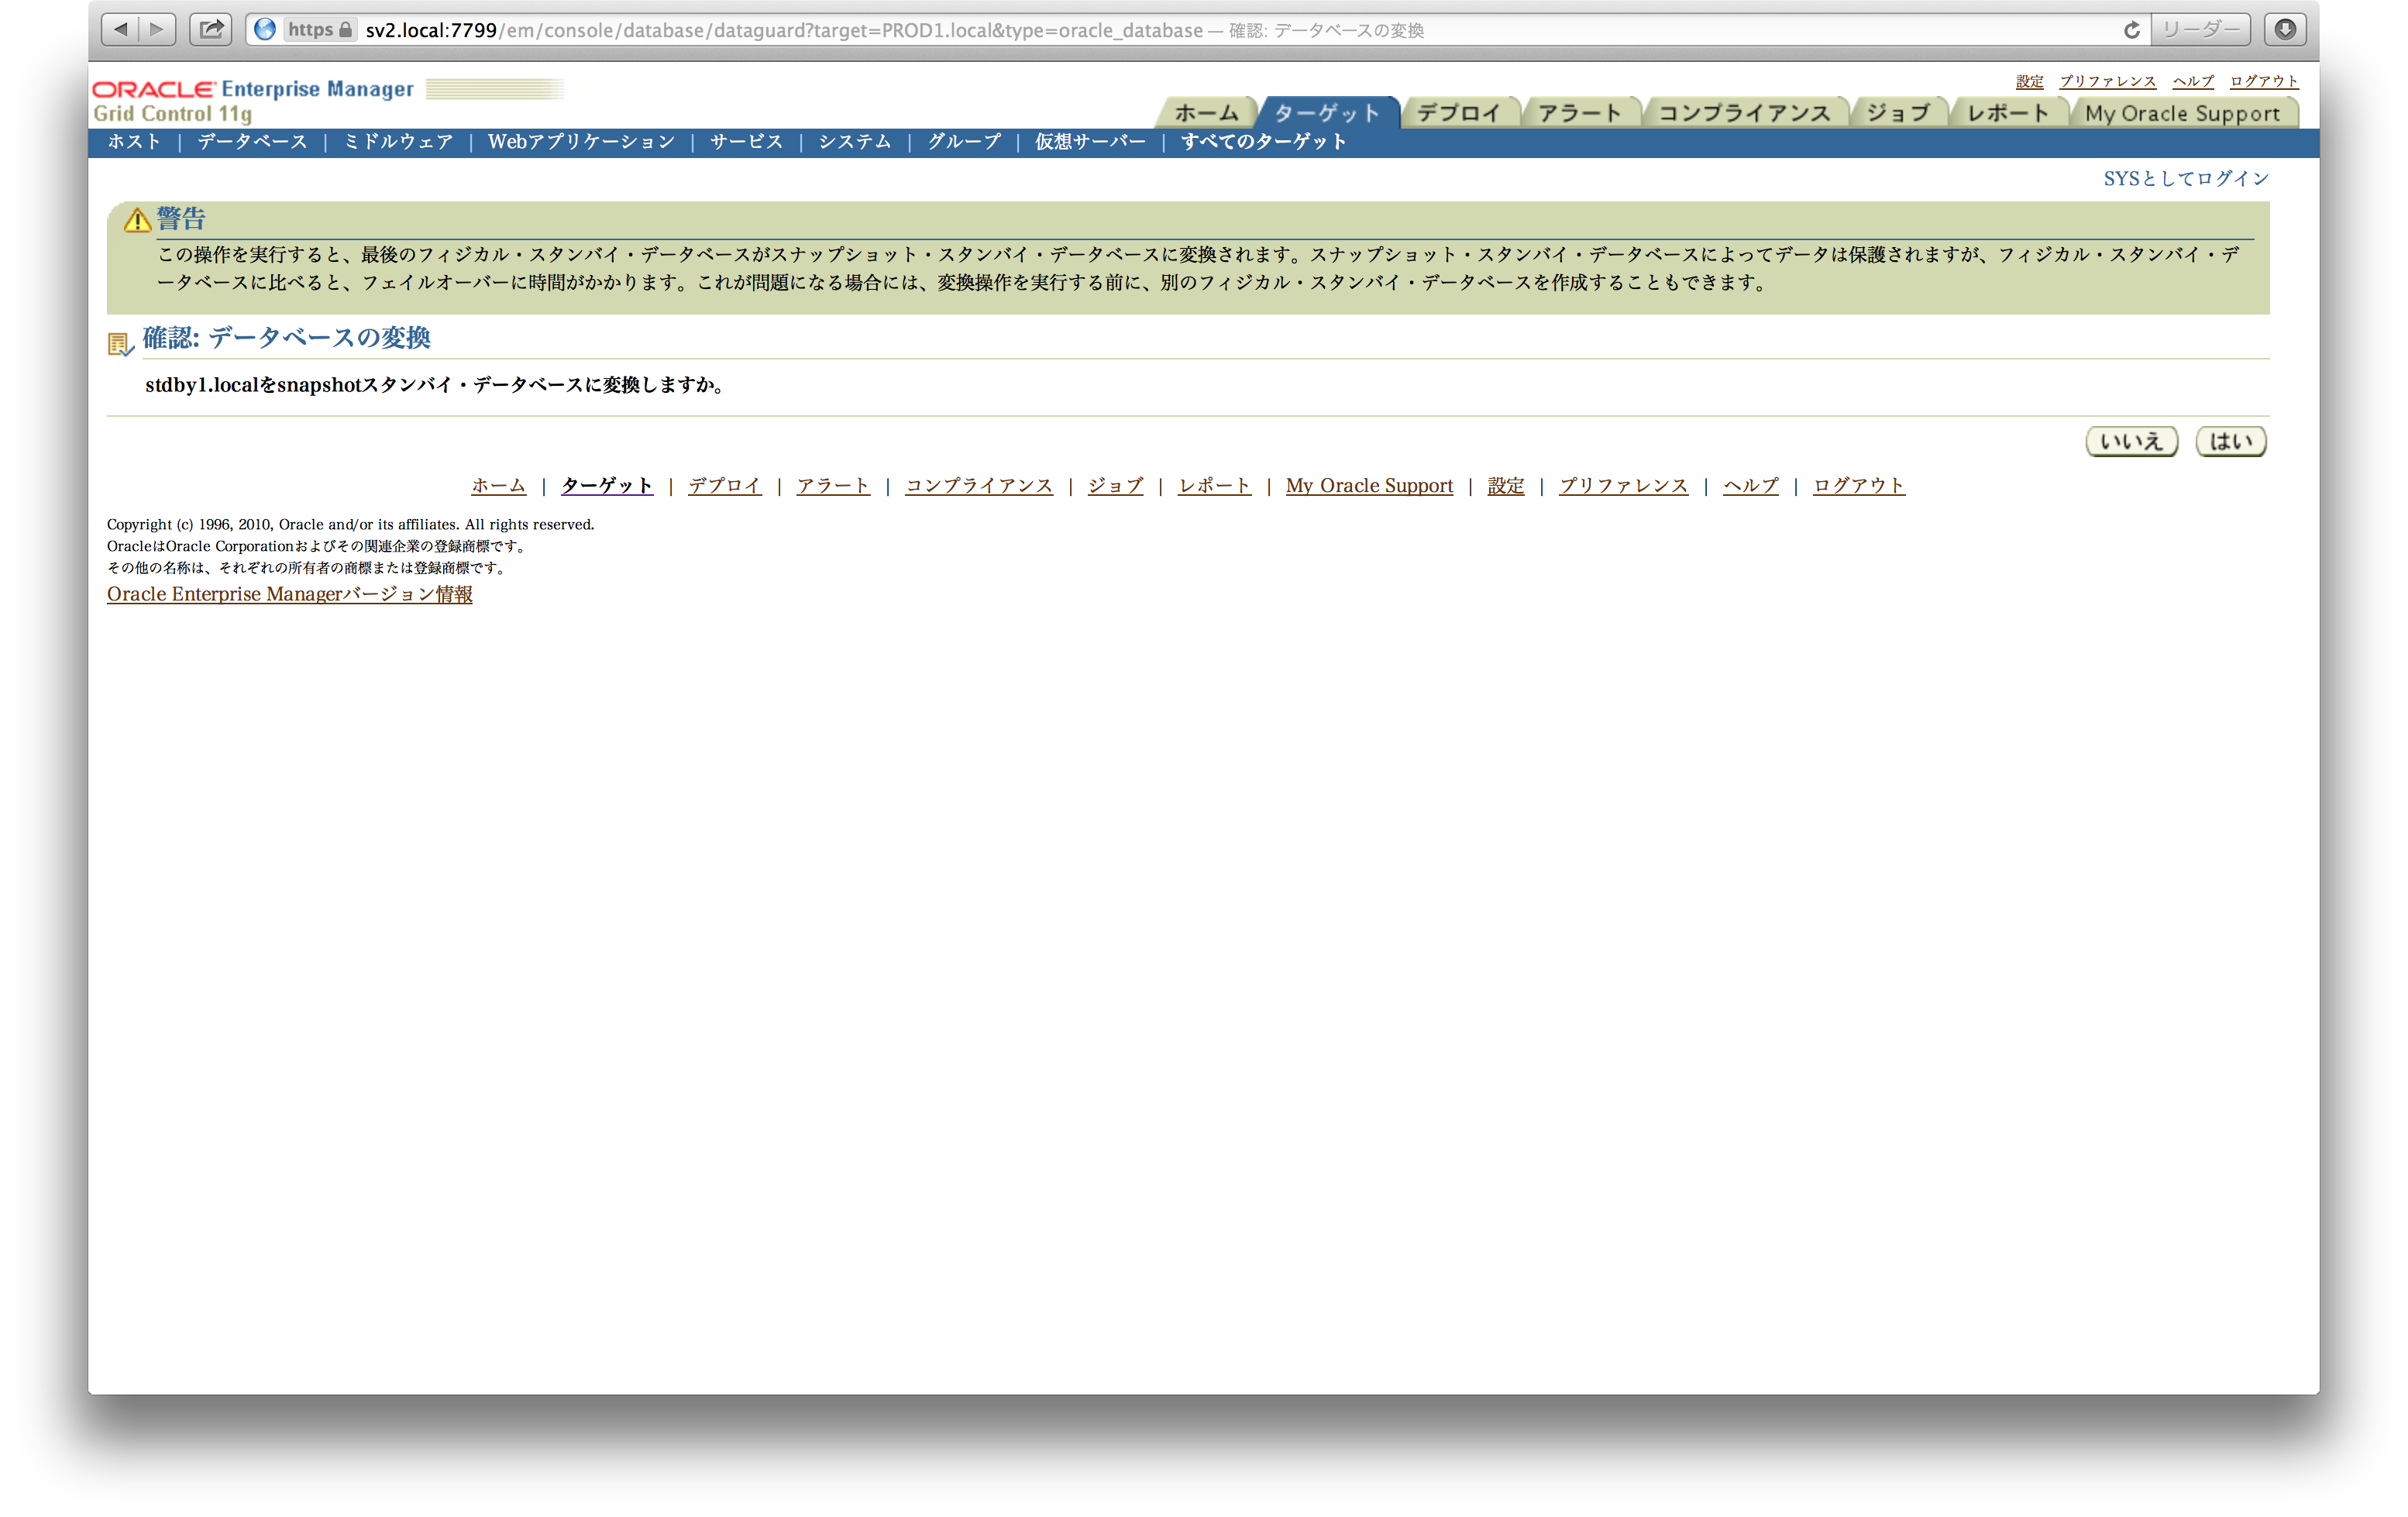 https sv2.local:7799/em/console/database/dataguard?target=PROD1.local&type=oracle_database — 確認: データベースの変換 リーダー
ORACLE Enterprise Manager
Grid Control 11g
設定 プリファレンス ヘルプ ログアウト
ホーム ターゲット デプロイ アラート コンプライアンス ジョブ レポート My Oracle Support
ホスト | データベース | ミドルウェア | Webアプリケーション | サービス | システム | グループ | 仮想サーバー | すべてのターゲット
SYSとしてログイン
警告
この操作を実行すると、最後のフィジカル・スタンバイ・データベースがスナップショット・スタンバイ・データベースに変換されます。スナップショット・スタンバイ・データベースによってデータは保護されますが、フィジカル・スタンバイ・デ
ータベースに比べると、フェイルオーバーに時間がかかります。これが問題になる場合には、変換操作を実行する前に、別のフィジカル・スタンバイ・データベースを作成することもできます。
確認: データベースの変換
stdby1.localをsnapshotスタンバイ・データベースに変換しますか。
いいえ はい
ホーム | ターゲット | デプロイ | アラート | コンプライアンス | ジョブ | レポート | My Oracle Support | 設定 | プリファレンス | ヘルプ | ログアウト
Copyright (c) 1996, 2010, Oracle and/or its affiliates. All rights reserved.
OracleはOracle Corporationおよびその関連企業の登録商標です。
その他の名称は、それぞれの所有者の商標または登録商標です。
Oracle Enterprise Managerバージョン情報